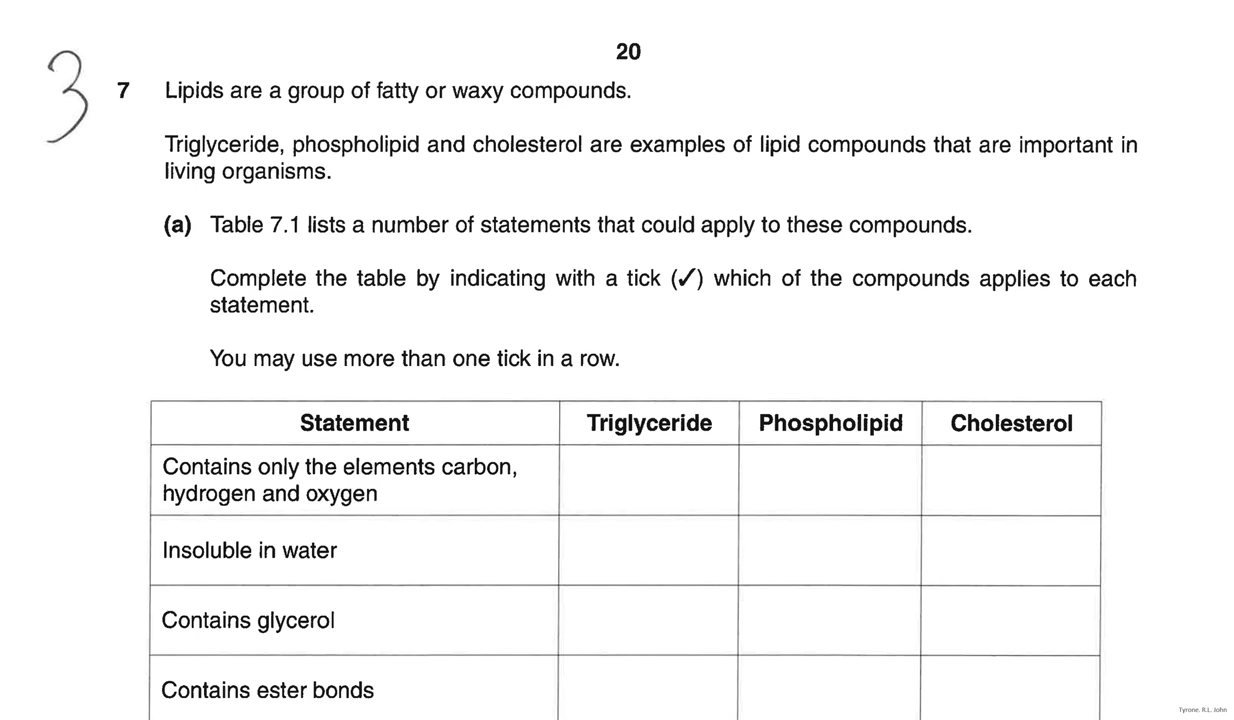 20
3
7 Lipids are a group of fatty or waxy compounds.
Triglyceride, phospholipid and cholesterol are examples of lipid compounds that are important in
living organisms.
(a) Table 7.1 lists a number of statements that could apply to these compounds.
Complete the table by indicating with a tick (✓) which of the compounds applies to each
statement.
You may use more than one tick in a row.
Statement Triglyceride Phospholipid Cholesterol
Contains only the elements carbon,
hydrogen and oxygen
Insoluble in water
Contains glycerol
Contains ester bonds
Tyrone. R.L. John